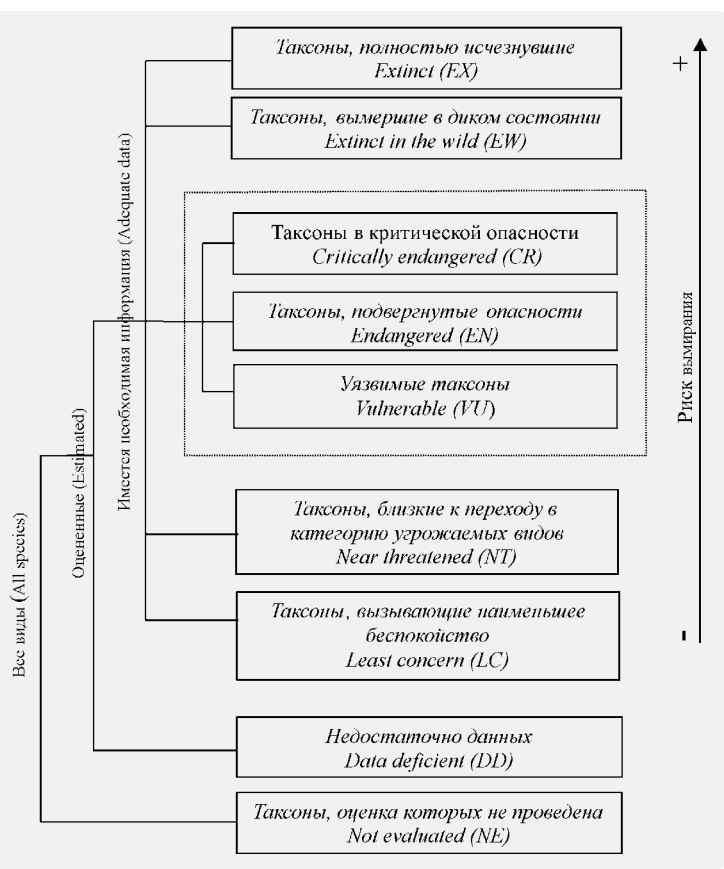 Таксоны, полностью исчезнувшие
Extinct (EX)
Таксоны, вымершие в диком состоянии
Extinct in the wild (EW)
Таксоны в критической опасности
Critically endangered (CR)
Таксоны, подвергнутые опасности
Endangered (EN)
Уязвимые таксоны
Vulnerable (VU)
Таксоны, близкие к переходу в
категорию угрожаемых видов
Near threatened (NT)
Таксоны, вызывающие наименьшее
беспокойство
Least concern (LC)
Недостаточно данных
Data deficient (DD)
Таксоны, оценка которых не проведена
Not evaluated (NE)
Все виды (All species)
Оцененные (Estimated)
Имеется необходимая информация (Adequate data)
+
Риск вымирания
-